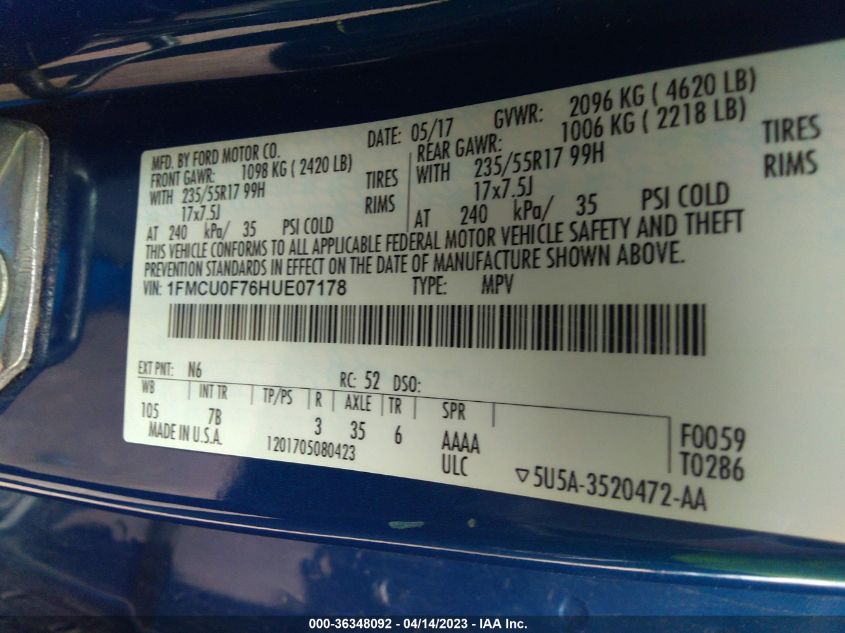 MFD. BY FORD MOTOR CO. DATE: 05/17 GVWR: 2096 KG ( 4620 LB)
FRONT GAWR: 1098 KG ( 2420 LB) REAR GAWR: 1006 KG ( 2218 LB)
WITH 235/55R17 99H TIRES WITH 235/55R17 99H TIRES
17x7.5J RIMS 17x7.5J RIMS
AT 240 kPa/ 35 PSI COLD AT 240 kPa/ 35 PSI COLD
THIS VEHICLE CONFORMS TO ALL APPLICABLE FEDERAL MOTOR VEHICLE SAFETY AND THEFT
PREVENTION STANDARDS IN EFFECT ON THE DATE OF MANUFACTURE SHOWN ABOVE.
VIN: 1FMCU0F76HUE07178 TYPE: MPV
EXT PNT: N6 RC: 52 DSO:
WB INT TR TP/PS R AXLE TR SPR
105 7B 3 35 6 AAAA F0059
MADE IN U.S.A. 1201705080423 ULC T0286
▽5U5A-3520472-AA
000-36348092 - 04/14/2023 - IAA Inc.